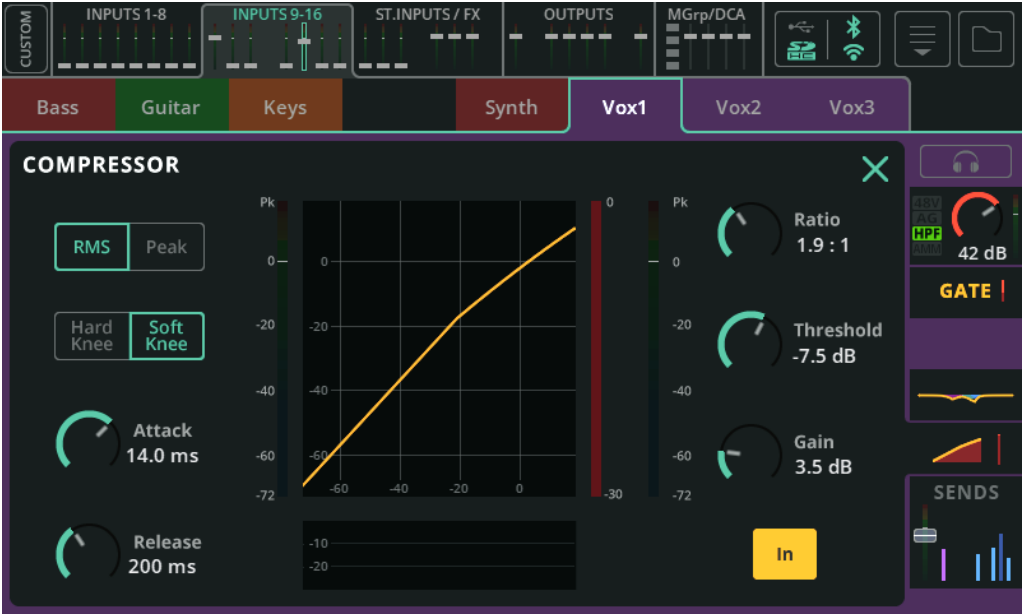 CUSTOM
INPUTS 1-8
INPUTS 9-16
ST.INPUTS / FX
OUTPUTS
MGrp/DCA
Bass
Guitar
Keys
Synth
Vox1
Vox2
Vox3
COMPRESSOR
RMS
Peak
Hard Knee
Soft Knee
Attack
14.0 ms
Release
200 ms
Pk
0
-20
-40
-60
-72
0
-20
-40
-60
-60
-40
-20
0
-10
-20
0
-30
Pk
0
-20
-40
-60
-72
Ratio
1.9 : 1
Threshold
-7.5 dB
Gain
3.5 dB
In
48V
AG
HPF
AMM
42 dB
GATE
SENDS